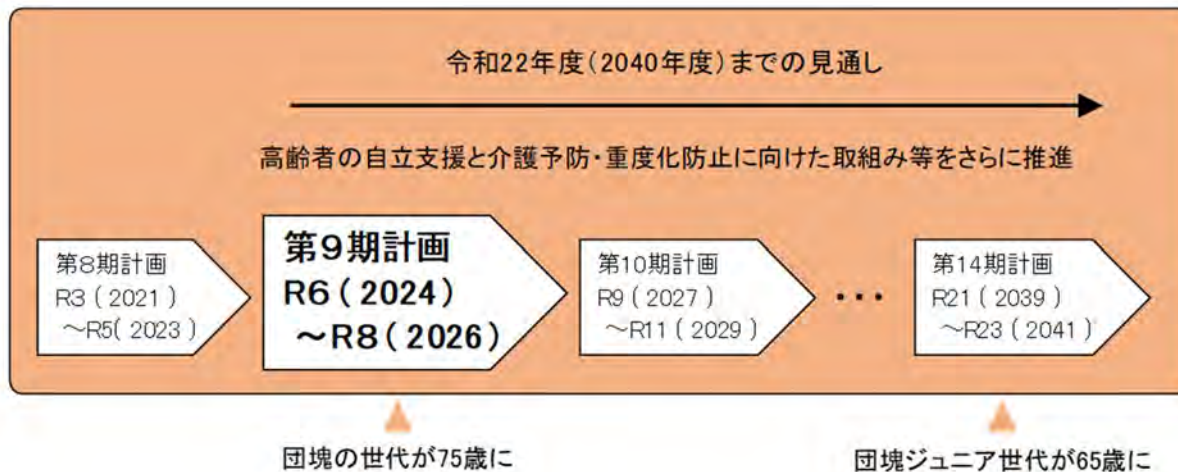 令和22年度（2040年度）までの見通し
高齢者の自立支援と介護予防・重度化防止に向けた取組み等をさらに推進
第8期計画
R3（2021）
～R5（2023）
第９期計画
R6（2024）
～R8（2026）
第10期計画
R9（2027）
～R11（2029）
・・・
第14期計画
R21（2039）
～R23（2041）
団塊の世代が75歳に
団塊ジュニア世代が65歳に